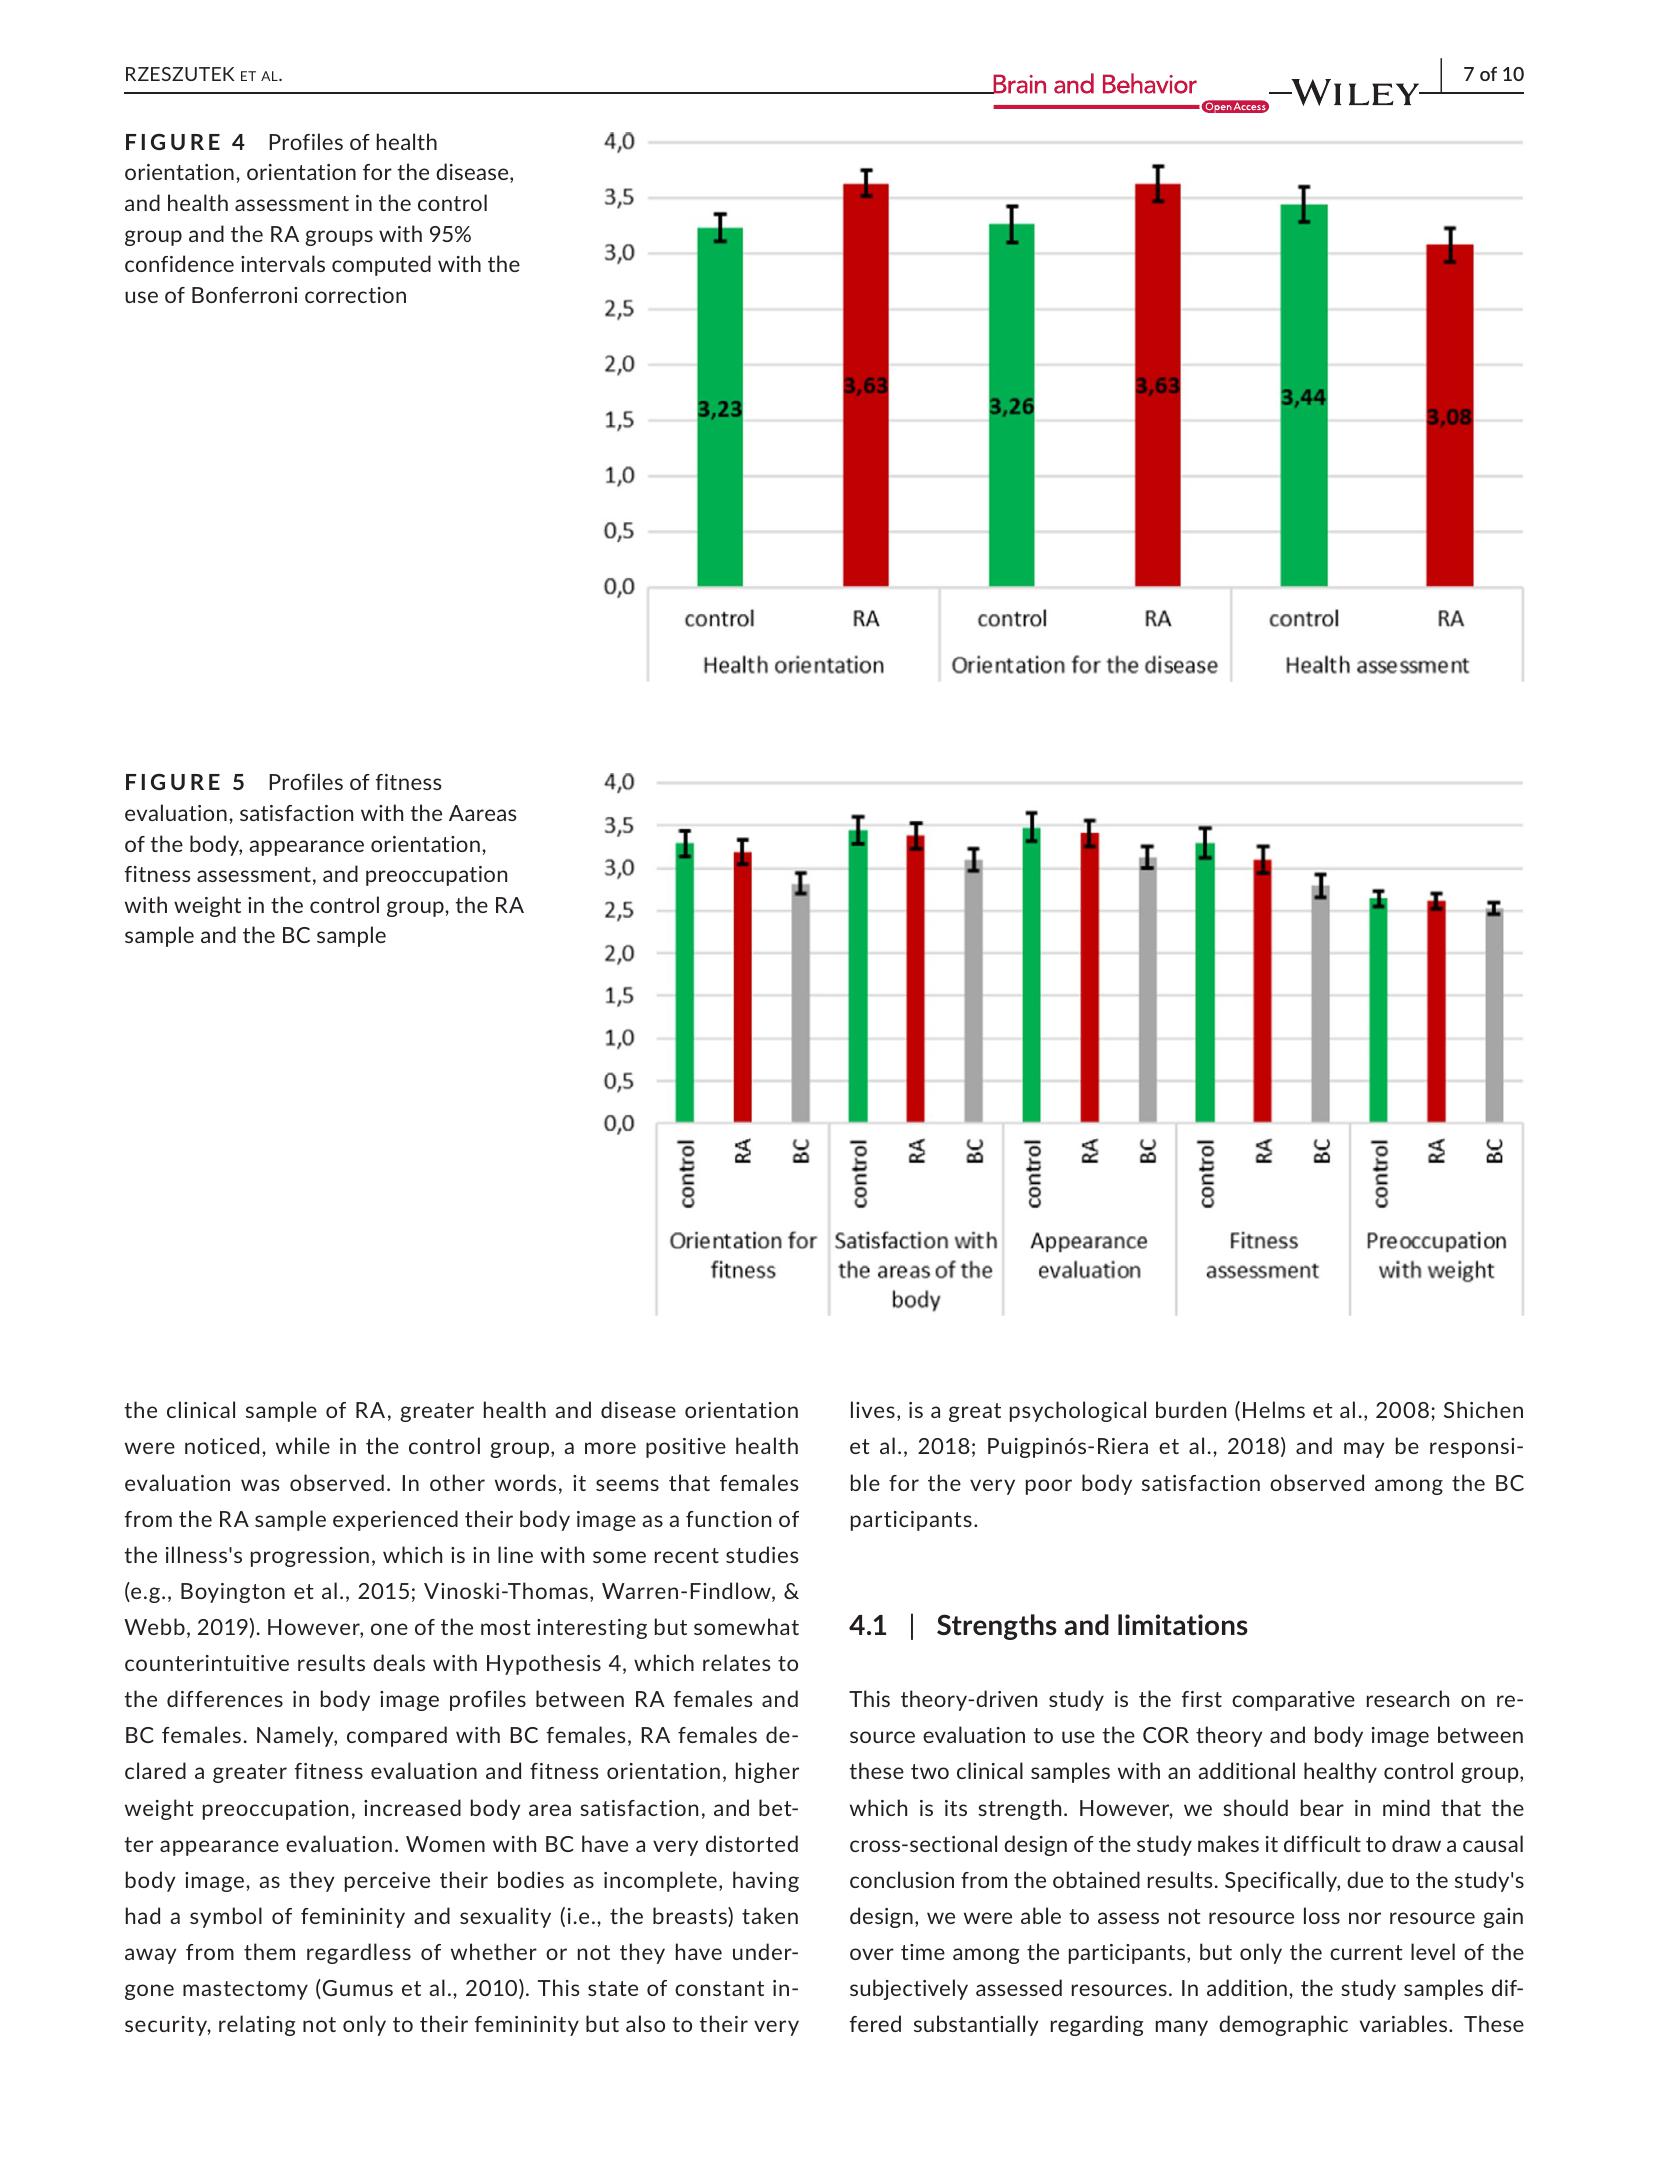 RZESZUTEK ET AL.
Brain and Behavior
Open Access
WILEY
7 of 10
FIGURE 4 Profiles of health
orientation, orientation for the disease,
and health assessment in the control
group and the RA groups with 95%
confidence intervals computed with the
use of Bonferroni correction
4,0
3,5
3,0
2,5
2,0
1,5
1,0
0,5
0,0
3,23
3,63
3,26
3,63
3,44
3,08
control RA control RA control RA
Health orientation Orientation for the disease Health assessment
FIGURE 5 Profiles of fitness
evaluation, satisfaction with the Aareas
of the body, appearance orientation,
fitness assessment, and preoccupation
with weight in the control group, the RA
sample and the BC sample
4,0
3,5
3,0
2,5
2,0
1,5
1,0
0,5
0,0
control RA BC control RA BC control RA BC control RA BC control RA BC
Orientation for
fitness
Satisfaction with
the areas of the
body
Appearance
evaluation
Fitness
assessment
Preoccupation
with weight
the clinical sample of RA, greater health and disease orientation
were noticed, while in the control group, a more positive health
evaluation was observed. In other words, it seems that females
from the RA sample experienced their body image as a function of
the illness's progression, which is in line with some recent studies
(e.g., Boyington et al., 2015; Vinoski-Thomas, Warren-Findlow, &
Webb, 2019). However, one of the most interesting but somewhat
counterintuitive results deals with Hypothesis 4, which relates to
the differences in body image profiles between RA females and
BC females. Namely, compared with BC females, RA females de-
clared a greater fitness evaluation and fitness orientation, higher
weight preoccupation, increased body area satisfaction, and bet-
ter appearance evaluation. Women with BC have a very distorted
body image, as they perceive their bodies as incomplete, having
had a symbol of femininity and sexuality (i.e., the breasts) taken
away from them regardless of whether or not they have under-
gone mastectomy (Gumus et al., 2010). This state of constant in-
security, relating not only to their femininity but also to their very
lives, is a great psychological burden (Helms et al., 2008; Shichen
et al., 2018; Puigpinós-Riera et al., 2018) and may be responsi-
ble for the very poor body satisfaction observed among the BC
participants.
4.1 | Strengths and limitations
This theory-driven study is the first comparative research on re-
source evaluation to use the COR theory and body image between
these two clinical samples with an additional healthy control group,
which is its strength. However, we should bear in mind that the
cross-sectional design of the study makes it difficult to draw a causal
conclusion from the obtained results. Specifically, due to the study's
design, we were able to assess not resource loss nor resource gain
over time among the participants, but only the current level of the
subjectively assessed resources. In addition, the study samples dif-
fered substantially regarding many demographic variables. These